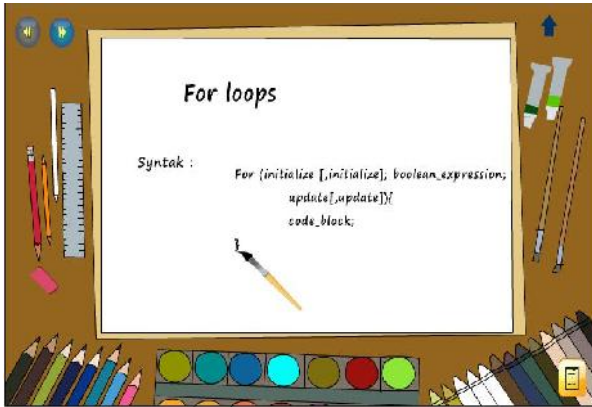 For loops
Syntak :
For (initialize [,initialize]; boolean_expression;
update[,update]){
code_block;
}